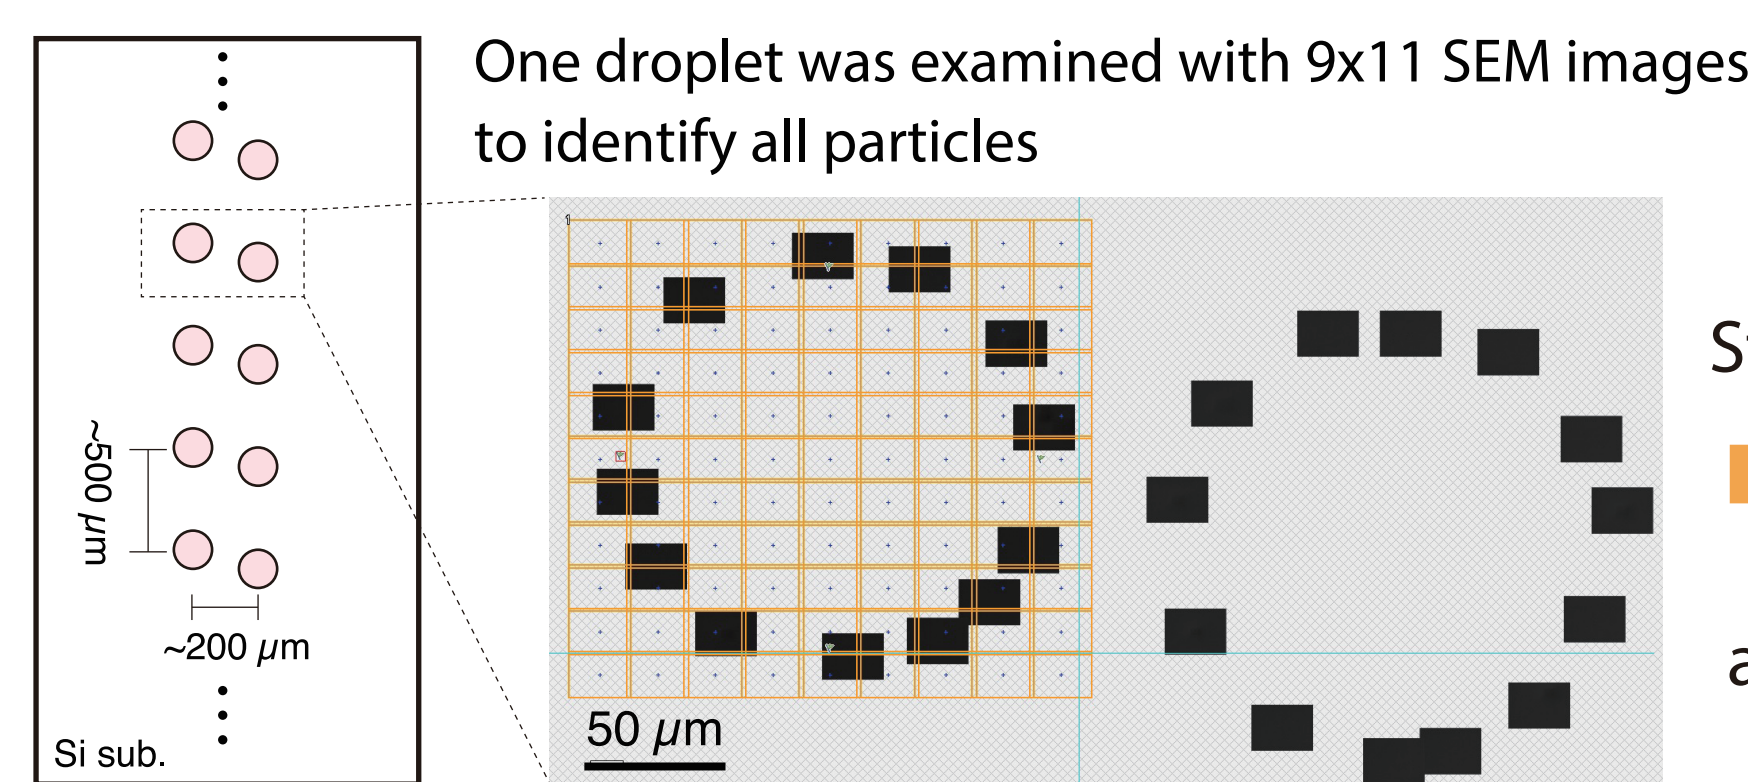 One droplet was examined with 9x11 SEM images
to identify all particles
~500 µm
~200 µm
Si sub.
1
50 µm